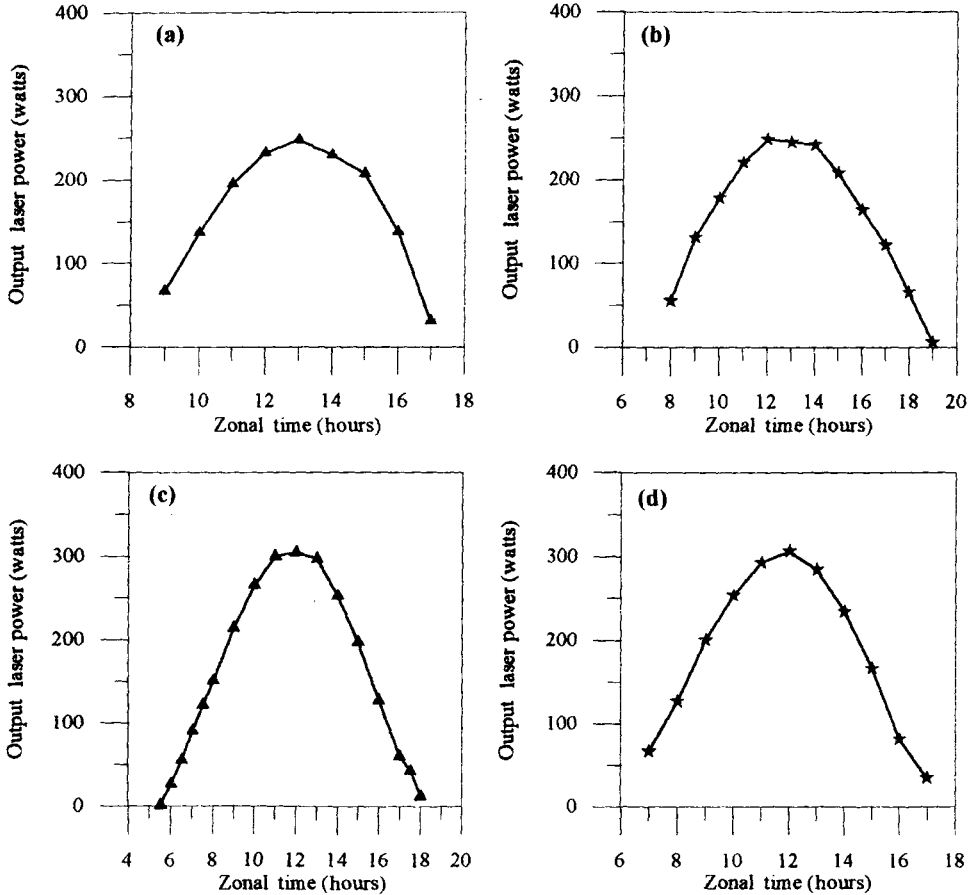 (a)
Output laser power (watts)
400
300
200
100
0
8 10 12 14 16 18
Zonal time (hours)
(b)
Output laser power (watts)
400
300
200
100
0
6 8 10 12 14 16 18 20
Zonal time (hours)
(c)
Output laser power (watts)
400
300
200
100
0
4 6 8 10 12 14 16 18 20
Zonal time (hours)
(d)
Output laser power (watts)
400
300
200
100
0
6 8 10 12 14 16 18
Zonal time (hours)